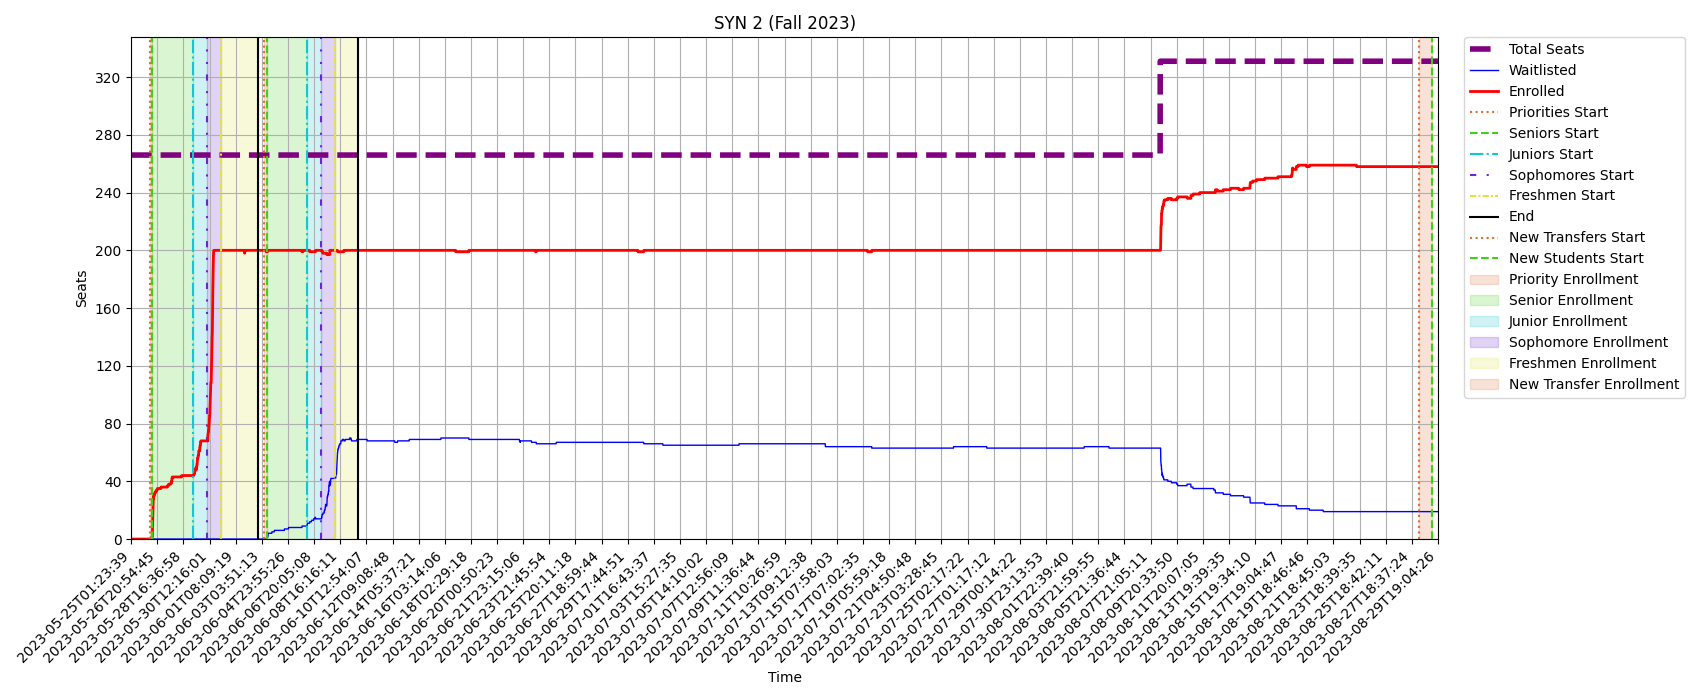 SYN 2 (Fall 2023)
Seats
320
280
240
200
160
120
80
40
0
2023-05-25T01:23:39
2023-05-26T20:54:45
2023-05-28T16:36:58
2023-05-30T12:16:01
2023-06-01T08:09:19
2023-06-03T03:51:13
2023-06-04T23:55:26
2023-06-06T20:05:08
2023-06-08T16:16:11
2023-06-10T12:54:07
2023-06-12T09:08:48
2023-06-14T05:37:21
2023-06-16T03:14:06
2023-06-18T02:29:18
2023-06-20T00:50:23
2023-06-21T23:15:06
2023-06-23T21:45:54
2023-06-25T20:11:18
2023-06-27T18:59:44
2023-06-29T17:44:51
2023-07-01T16:43:37
2023-07-03T15:27:35
2023-07-05T14:10:02
2023-07-07T12:56:09
2023-07-09T11:36:44
2023-07-11T10:26:59
2023-07-13T09:12:38
2023-07-15T07:58:03
2023-07-17T07:02:35
2023-07-19T05:59:18
2023-07-21T04:50:48
2023-07-23T03:28:45
2023-07-25T02:17:22
2023-07-27T01:17:12
2023-07-29T00:14:22
2023-07-30T23:13:53
2023-08-01T22:39:40
2023-08-03T21:59:55
2023-08-05T21:36:44
2023-08-07T21:05:11
2023-08-09T20:33:50
2023-08-11T20:07:05
2023-08-13T19:39:35
2023-08-15T19:34:10
2023-08-17T19:04:47
2023-08-19T18:46:46
2023-08-21T18:45:03
2023-08-23T18:39:35
2023-08-25T18:42:11
2023-08-27T18:37:24
2023-08-29T19:04:26
Time
Total Seats
Waitlisted
Enrolled
Priorities Start
Seniors Start
Juniors Start
Sophomores Start
Freshmen Start
End
New Transfers Start
New Students Start
Priority Enrollment
Senior Enrollment
Junior Enrollment
Sophomore Enrollment
Freshmen Enrollment
New Transfer Enrollment